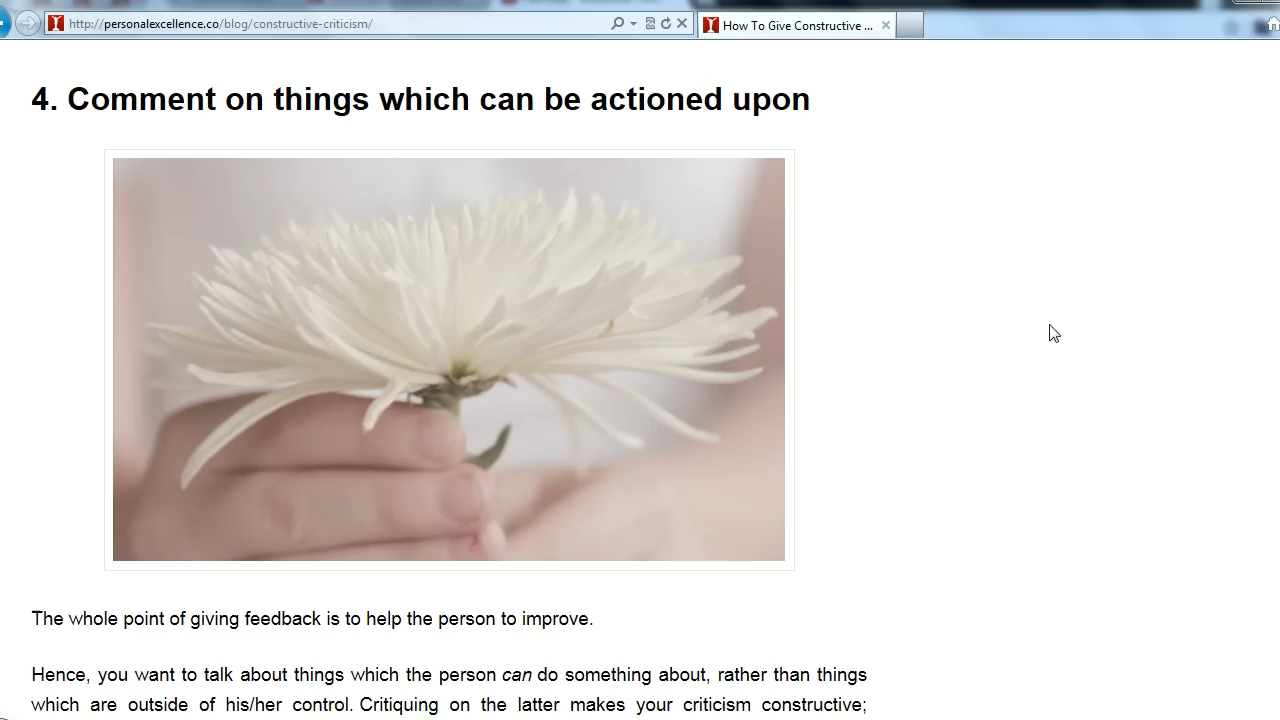 http://personalexcellence.co/blog/constructive-criticism/
How To Give Constructive ...
4. Comment on things which can be actioned upon
The whole point of giving feedback is to help the person to improve.
Hence, you want to talk about things which the person can do something about, rather than things
which are outside of his/her control. Critiquing on the latter makes your criticism constructive;